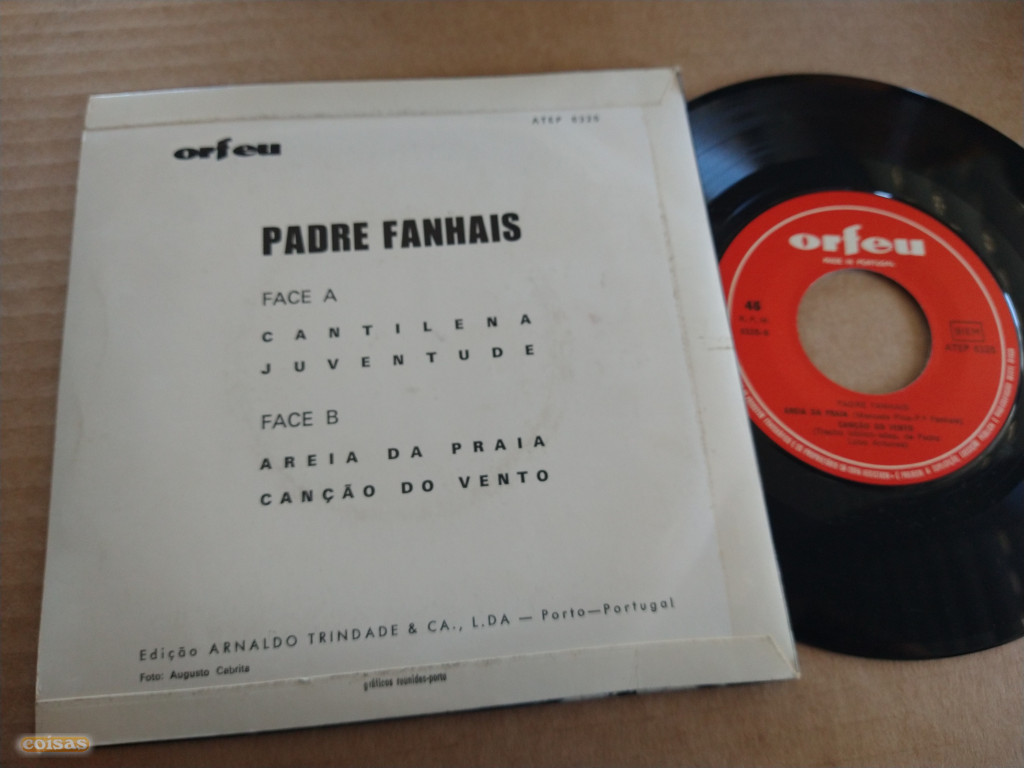 orfeu
ATEP 6325
PADRE FANHAIS
FACE A
CANTILENA
JUVENTUDE
FACE B
AREIA DA PRAIA
CANÇÃO DO VENTO
Edição ARNALDO TRINDADE & CA., L.DA — Porto—Portugal
Foto: Augusto Cabrita
gráficos reunidos-porto
orfeu
MADE IN PORTUGAL
45
R. P. M.
ATEP 6325
PADRE FANHAIS
AREIA DA PRAIA
CANÇÃO DO VENTO
coisas